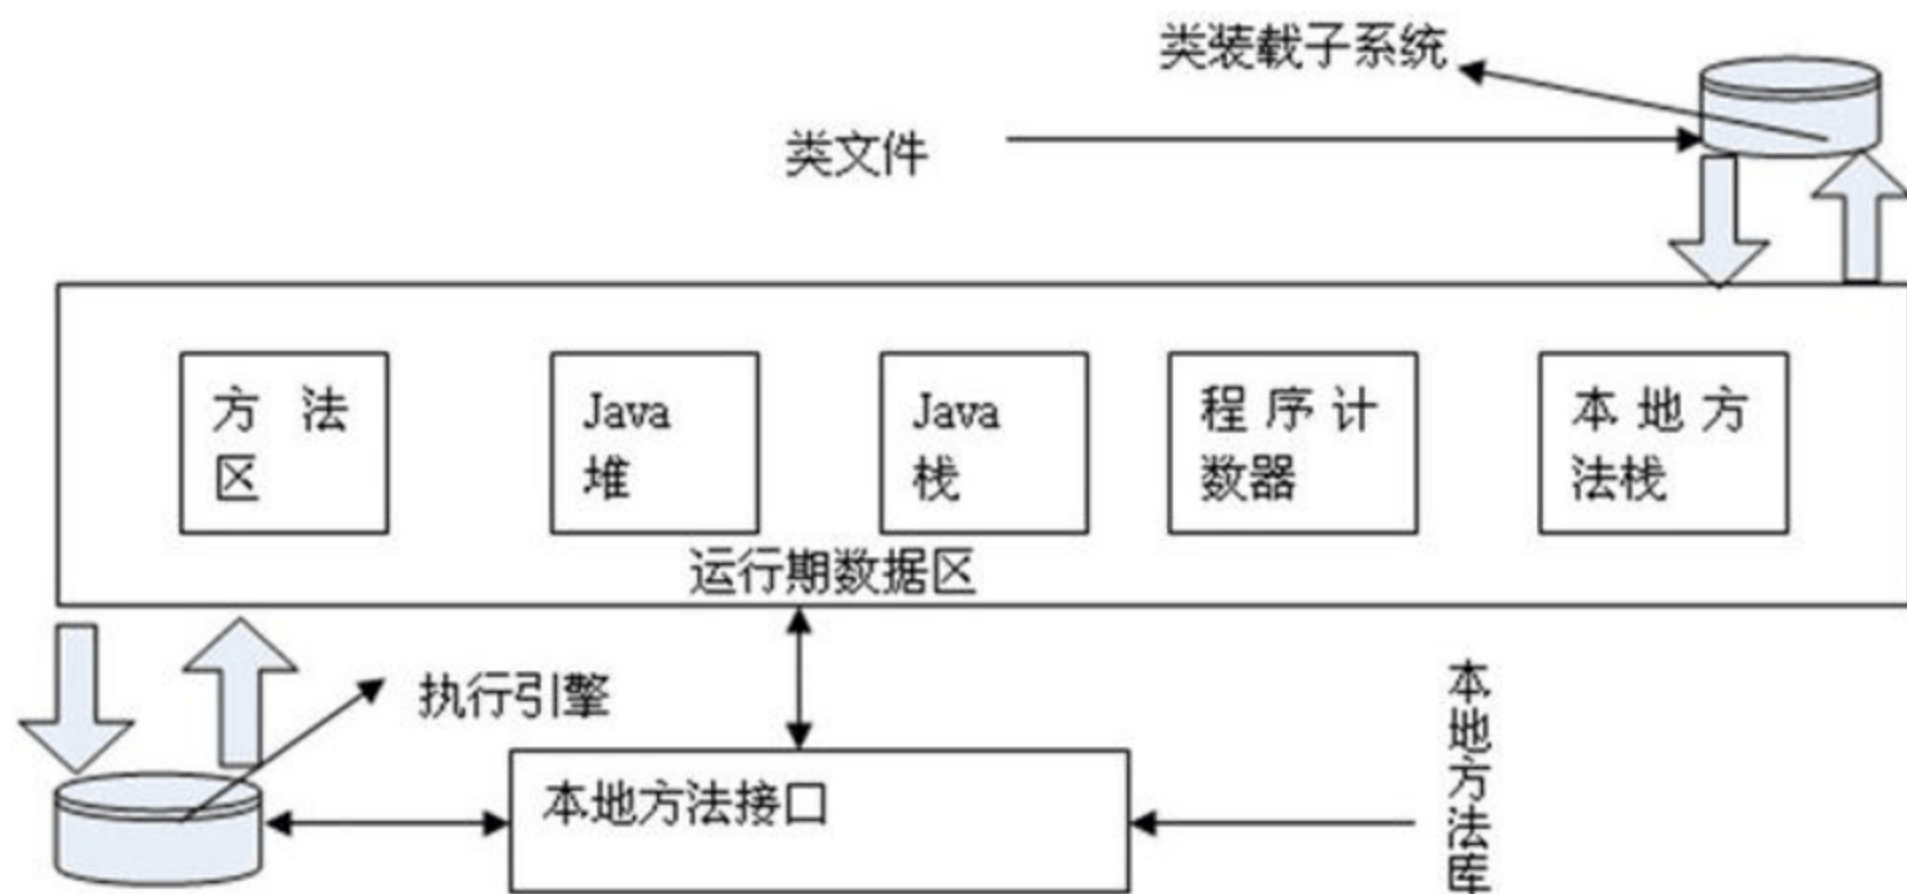 类装载子系统
类文件
方法
区
Java
堆
Java
栈
程序计
数器
本地方
法栈
运行期数据区
执行引擎
本地方法接口
本地方法库